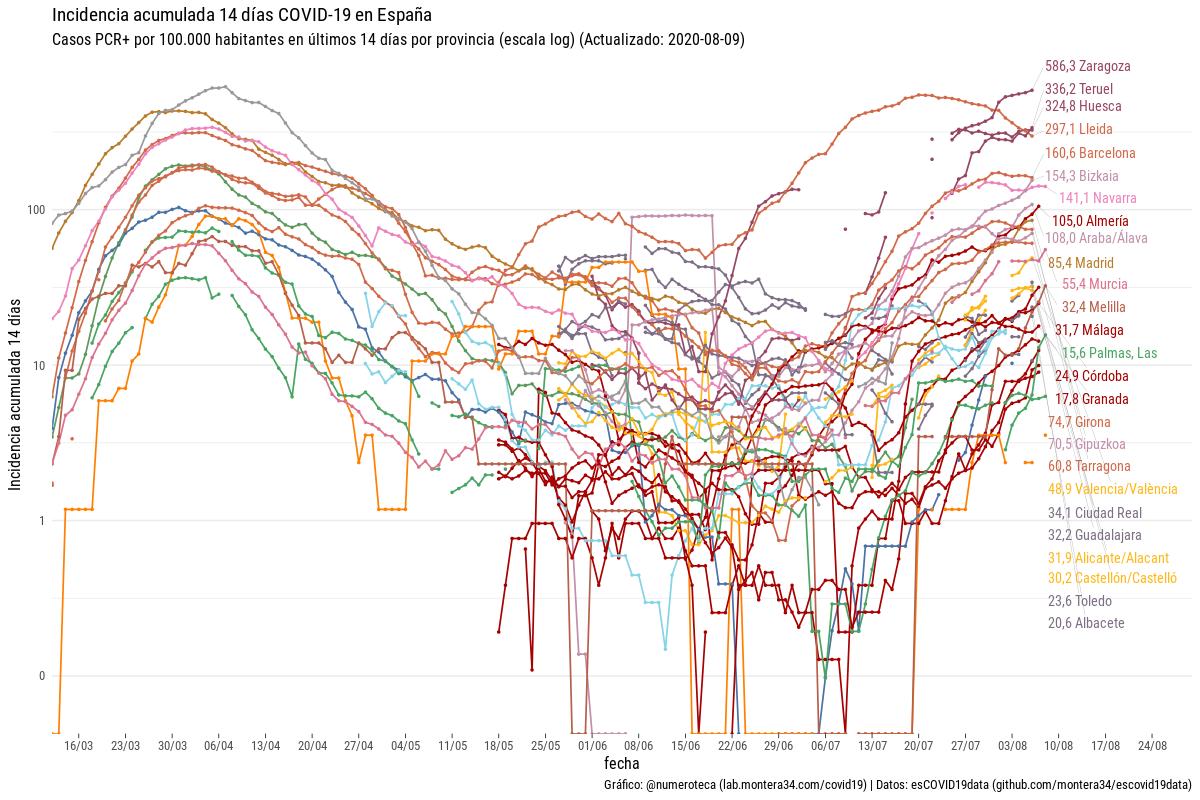 Incidencia acumulada 14 días COVID-19 en España
Casos PCR+ por 100.000 habitantes en últimos 14 días por provincia (escala log) (Actualizado: 2020-08-09)
586,3 Zaragoza
336,2 Teruel
324,8 Huesca
297,1 Lleida
160,6 Barcelona
154,3 Bizkaia
141,1 Navarra
105,0 Almería
108,0 Araba/Álava
85,4 Madrid
55,4 Murcia
32,4 Melilla
31,7 Málaga
15,6 Palmas, Las
24,9 Córdoba
17,8 Granada
74,7 Girona
70,5 Gipuzkoa
60,8 Tarragona
48,9 Valencia/València
34,1 Ciudad Real
32,2 Guadalajara
31,9 Alicante/Alacant
30,2 Castellón/Castelló
23,6 Toledo
20,6 Albacete
Incidencia acumulada 14 días
100
10
1
0
16/03 23/03 30/03 06/04 13/04 20/04 27/04 04/05 11/05 18/05 25/05 01/06 08/06 15/06 22/06 29/06 06/07 13/07 20/07 27/07 03/08 10/08 17/08 24/08
fecha
Gráfico: @numeroteca (lab.montera34.com/covid19) | Datos: esCOVID19data (github.com/montera34/escovid19data)